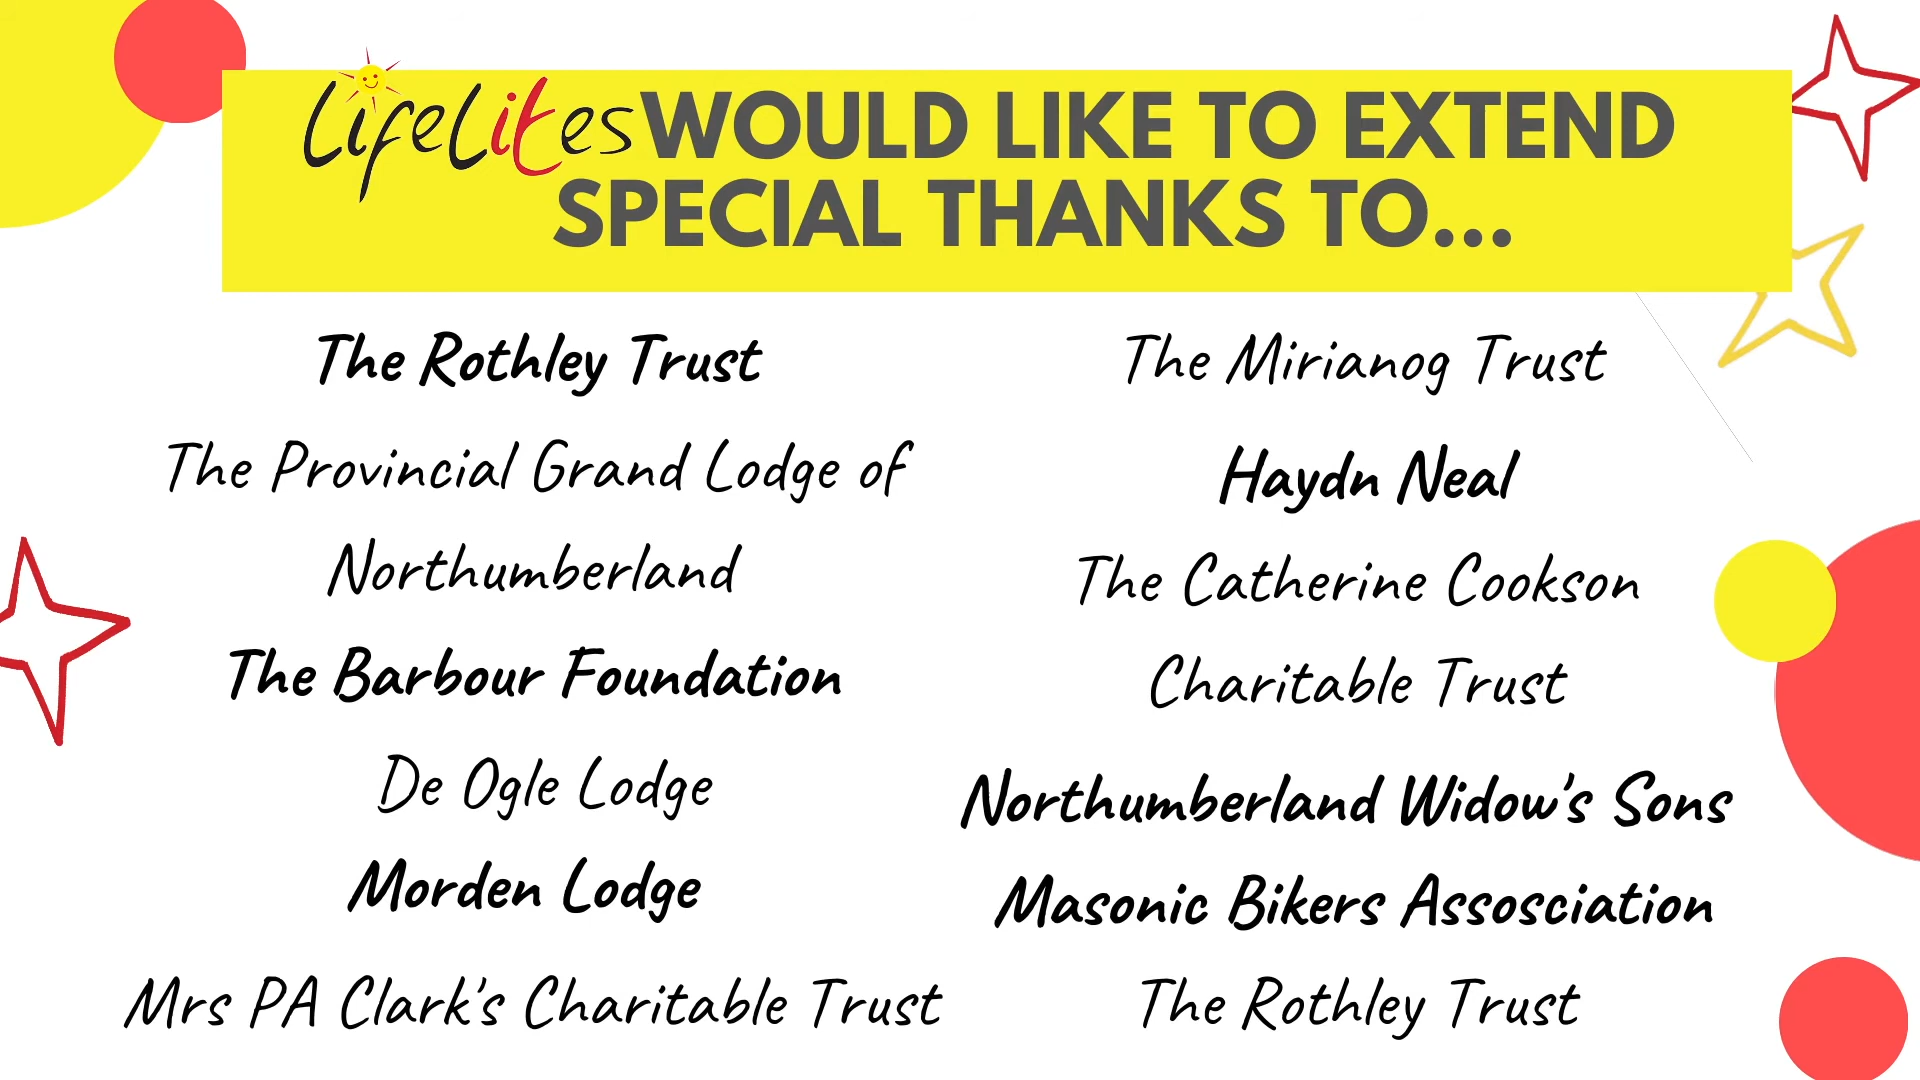 LifeLites WOULD LIKE TO EXTEND
SPECIAL THANKS TO...
The Rothley Trust
The Provincial Grand Lodge of
Northumberland
The Barbour Foundation
De Ogle Lodge
Morden Lodge
Mrs PA Clark's Charitable Trust
The Mirianog Trust
Haydn Neal
The Catherine Cookson
Charitable Trust
Northumberland Widow's Sons
Masonic Bikers Assosciation
The Rothley Trust